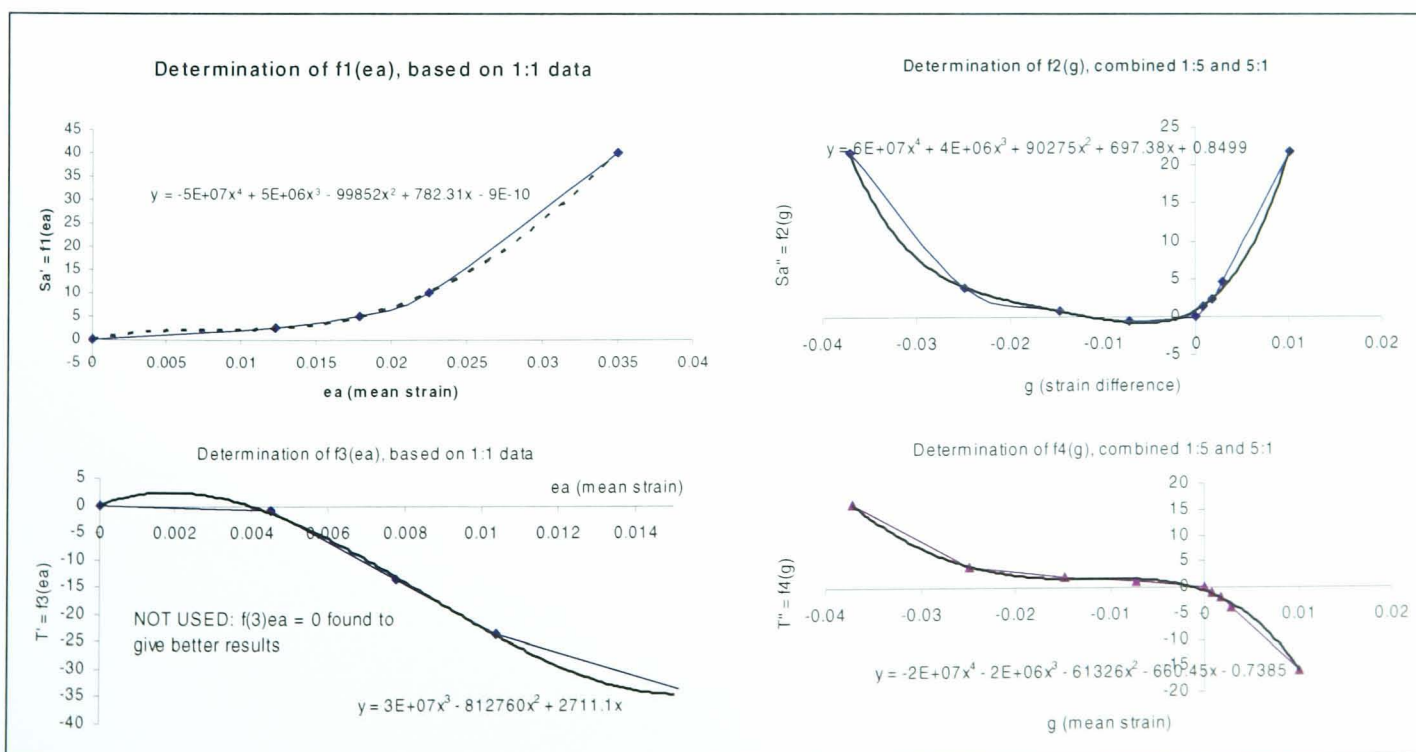 Determination of f1(ea), based on 1:1 data
45
40
35
30
25
20
15
10
5
0
-5
Sa' = f1(ea)
y = -5E+07x⁴ + 5E+06x³ - 99852x² + 782.31x - 9E-10
0 0.005 0.01 0.015 0.02 0.025 0.03 0.035 0.04
ea (mean strain)
Determination of f2(g), combined 1:5 and 5:1
25
20
15
10
5
0
-5
Sa" = f2(g)
y = 6E+07x⁴ + 4E+06x³ + 90275x² + 697.38x + 0.8499
-0.04 -0.03 -0.02 -0.01 0 0.01 0.02
g (strain difference)
Determination of f3(ea), based on 1:1 data
5
0
-5
-10
-15
-20
-25
-30
-35
-40
T' = f3(ea)
ea (mean strain)
0 0.002 0.004 0.006 0.008 0.01 0.012 0.014
NOT USED: f(3)ea = 0 found to
give better results
y = 3E+07x³ - 812760x² + 2711.1x
Determination of f4(g), combined 1:5 and 5:1
20
15
10
5
0
-5
-10
-15
-20
T" = f4(g)
-0.04 -0.03 -0.02 -0.01 0 0.01 0.02
y = -2E+07x⁴ - 2E+06x³ - 61326x² - 660.45x - 0.7385
g (mean strain)